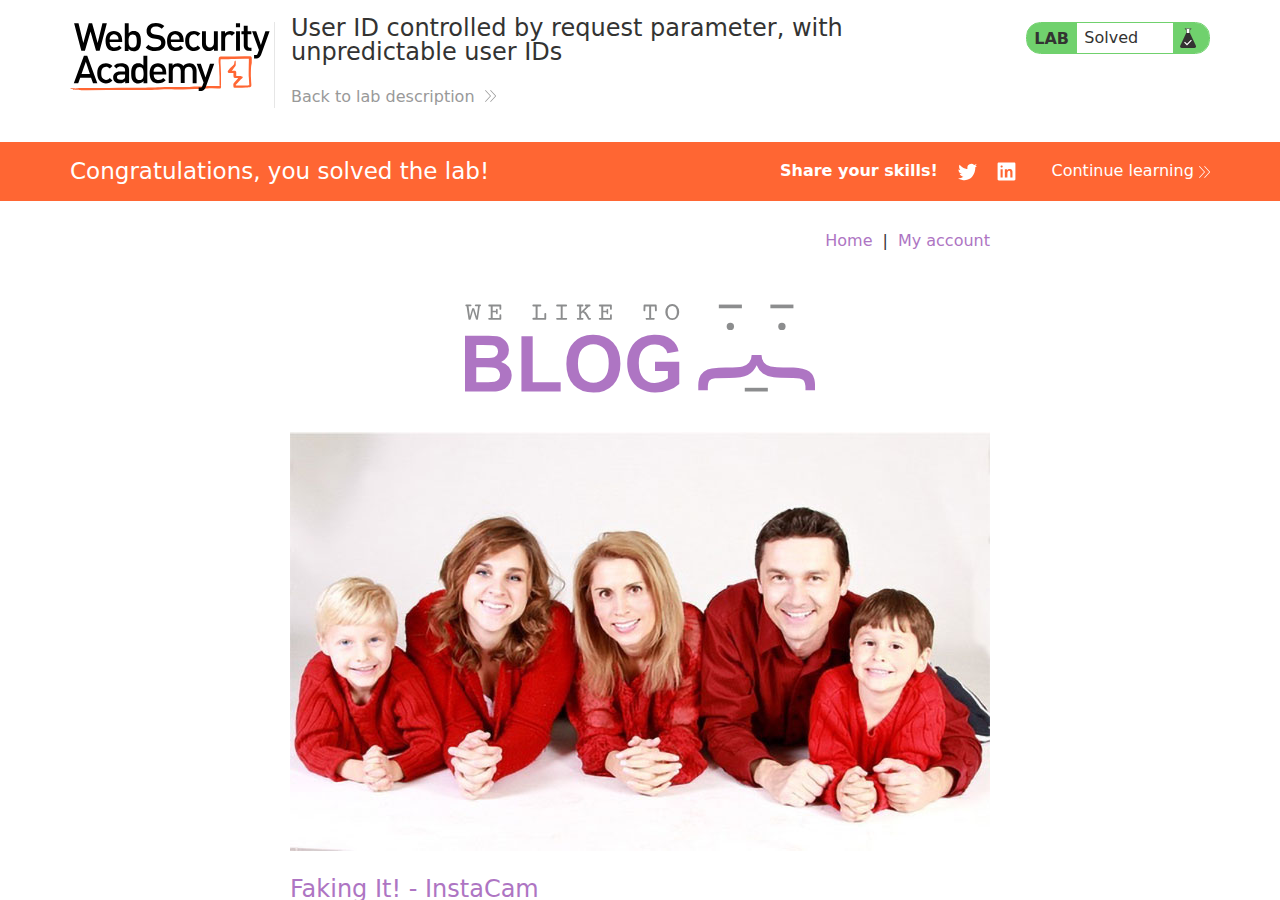 Web Security
Academy
User ID controlled by request parameter, with
unpredictable user IDs
Back to lab description
LAB Solved
Congratulations, you solved the lab!
Share your skills!
Continue learning
Home | My account
WE LIKE TO
BLOG
Faking It! - InstaCam